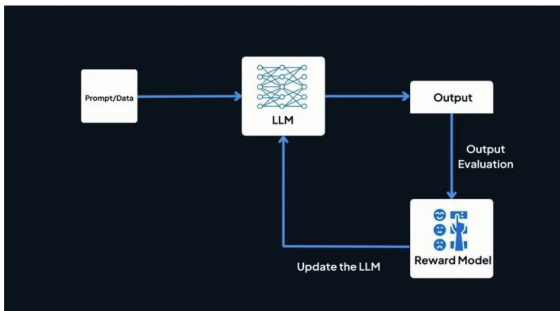 Prompt/Data
LLM
Output
Output
Evaluation
Update the LLM
Reward Model